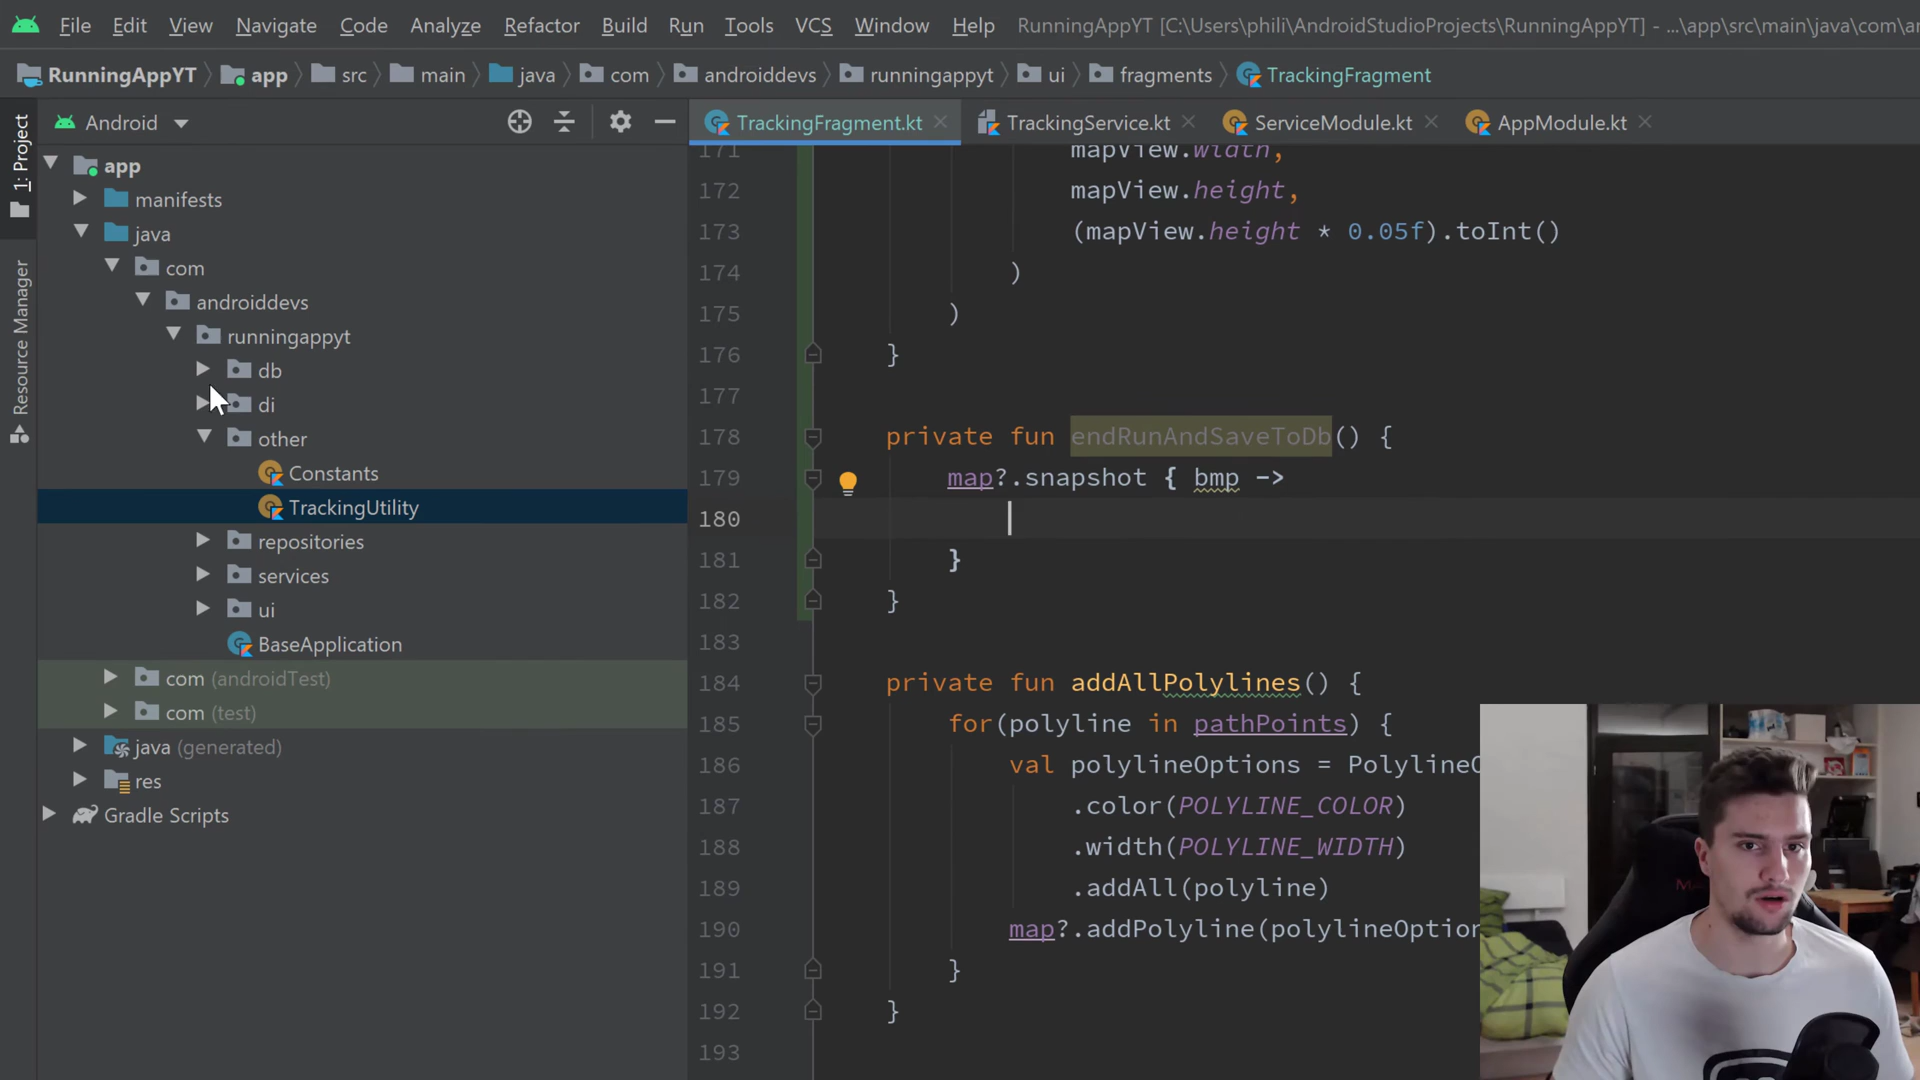 File Edit View Navigate Code Analyze Refactor Build Run Tools VCS Window Help RunningAppYT [C:\Users\phili\AndroidStudioProjects\RunningAppYT] - ...\app\src\main\java\com\an
RunningAppYT app src main java com androiddevs runningappyt ui fragments TrackingFragment
1: Project
Resource Manager
Android
TrackingFragment.kt TrackingService.kt ServiceModule.kt AppModule.kt
app
manifests
java
com
androiddevs
runningappyt
db
di
other
Constants
TrackingUtility
repositories
services
ui
BaseApplication
com (androidTest)
com (test)
java (generated)
res
Gradle Scripts
171 mapView.width,
172 mapView.height,
173 (mapView.height * 0.05f).toInt()
174 )
175 )
176 }
177
178 private fun endRunAndSaveToDb() {
179 map?.snapshot { bmp ->
180
181 }
182 }
183
184 private fun addAllPolylines() {
185 for(polyline in pathPoints) {
186 val polylineOptions = PolylineO
187 .color(POLYLINE_COLOR)
188 .width(POLYLINE_WIDTH)
189 .addAll(polyline)
190 map?.addPolyline(polylineOption
191 }
192 }
193